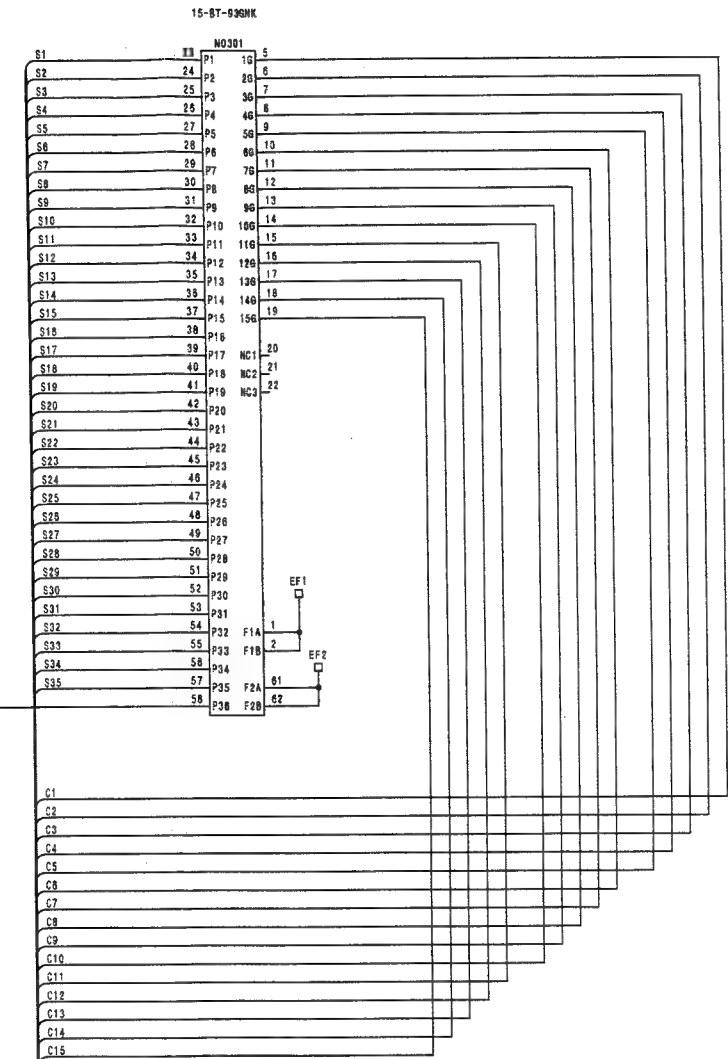 15-BT-93GNK
N0301
S1 P1 1G 5
S2 24 P2 2G 6
S3 25 P3 3G 7
S4 26 P4 4G 8
S5 27 P5 5G 9
S6 28 P6 6G 10
S7 29 P7 7G 11
S8 30 P8 8G 12
S9 31 P9 9G 13
S10 32 P10 10G 14
S11 33 P11 11G 15
S12 34 P12 12G 16
S13 35 P13 13G 17
S14 36 P14 14G 18
S15 37 P15 15G 19
S16 38 P16
S17 39 P17 NC1 20
S18 40 P18 NC2 21
S19 41 P19 NC3 22
S20 42 P20
S21 43 P21
S22 44 P22
S23 45 P23
S24 46 P24
S25 47 P25
S26 48 P26
S27 49 P27
S28 50 P28
S29 51 P29
S30 52 P30
EF1
S31 53 P31
S32 54 P32 F1A 1
S33 55 P33 F1B 2
S34 56 P34
EF2
S35 57 P35 F2A 61
58 P36 F2B 62
C1
C2
C3
C4
C5
C6
C7
C8
C9
C10
C11
C12
C13
C14
C15